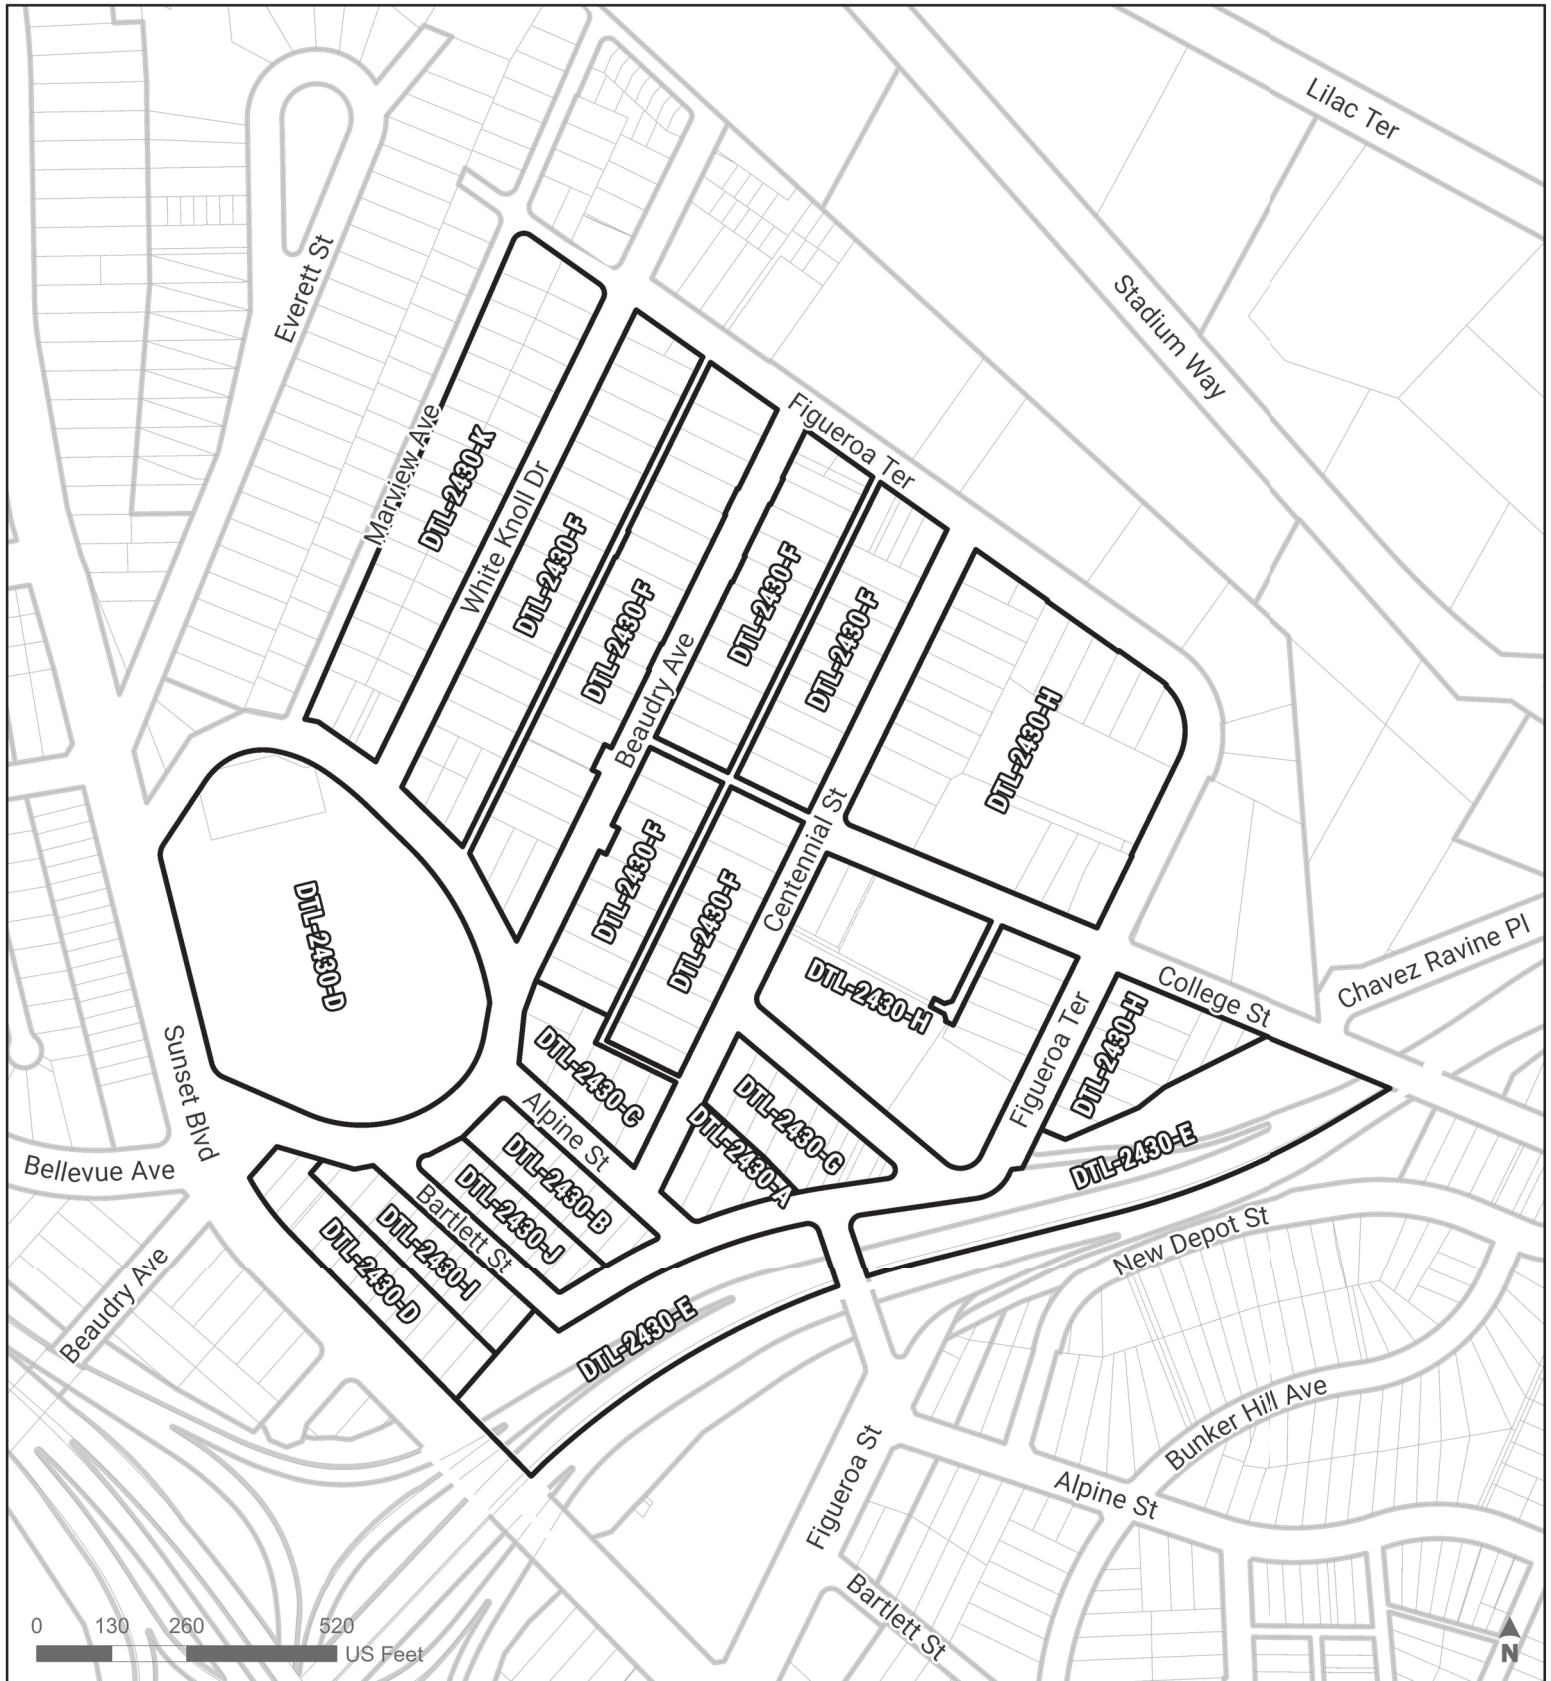 Lilac Ter
Stadium Way
Everett St
Figueroa Ter
Marview Ave
DTL-2430-K
White Knoll Dr
DTL-2430-F
DTL-2430-F
DTL-2430-F
DTL-2430-F
Beaudry Ave
DTL-2430-H
Centennial St
DTL-2430-F
DTL-2430-F
DTL-2430-D
DTL-2430-H
Chavez Ravine Pl
College St
DTL-2430-H
Figueroa Ter
Sunset Blvd
DTL-2430-C
Alpine St
DTL-2430-G
DTL-2430-A
DTL-2430-E
Bellevue Ave
DTL-2430-B
DTL-2430-J
Bartlett St
DTL-2430-I
DTL-2430-D
New Depot St
Beaudry Ave
DTL-2430-E
Bunker Hill Ave
Figueroa St
Alpine St
Bartlett St
0 130 260 520
US Feet
N